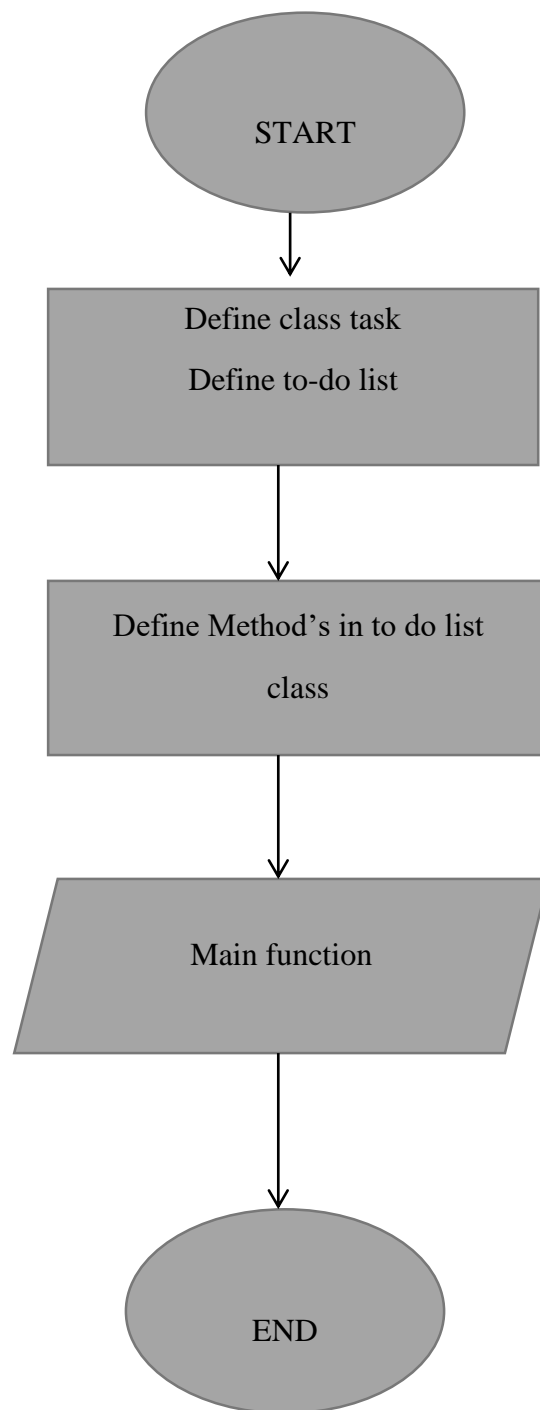 START
Define class task
Define to-do list
Define Method’s in to do list
class
Main function
END